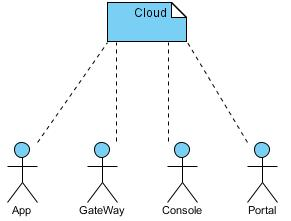 Cloud
App
GateWay
Console
Portal